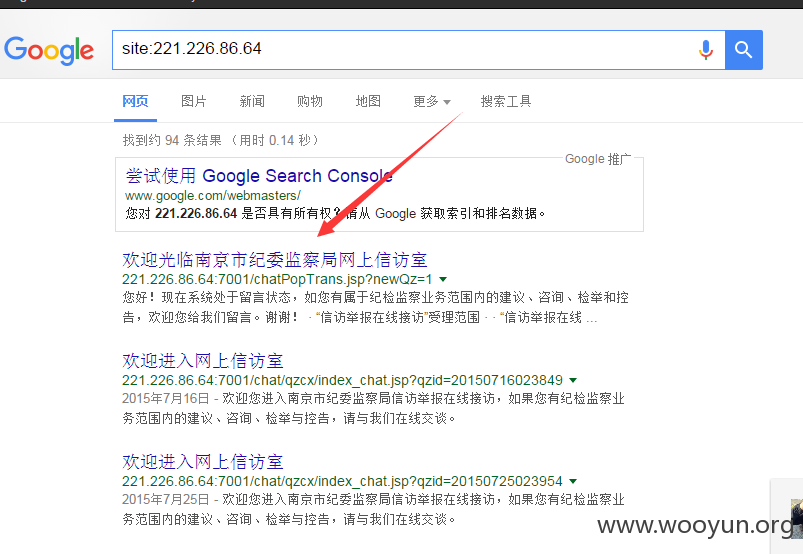 Google
site:221.226.86.64
网页 图片 新闻 购物 地图 更多 搜索工具
找到约 94 条结果 （用时 0.14 秒）
Google 推广
尝试使用 Google Search Console
www.google.com/webmasters/
您对 221.226.86.64 是否具有所有权？请从 Google 获取索引和排名数据。
欢迎光临南京市纪委监察局网上信访室
221.226.86.64:7001/chatPopTrans.jsp?newQz=1
您好！现在系统处于留言状态，如您有属于纪检监察业务范围内的建议、咨询、检举和控
告，欢迎您给我们留言。谢谢！ · “信访举报在线接访”受理范围 · · “信访举报在线 ...
欢迎进入网上信访室
221.226.86.64:7001/chat/qzcx/index_chat.jsp?qzid=20150716023849
2015年7月16日 - 欢迎您进入南京市纪委监察局信访举报在线接访，如果您有纪检监察业
务范围内的建议、咨询、检举与控告，请与我们在线交谈。
欢迎进入网上信访室
221.226.86.64:7001/chat/qzcx/index_chat.jsp?qzid=20150725023954
2015年7月25日 - 欢迎您进入南京市纪委监察局信访举报在线接访，如果您有纪检监察业
务范围内的建议、咨询、检举与控告，请与我们在线交谈。
www.wooyun.org